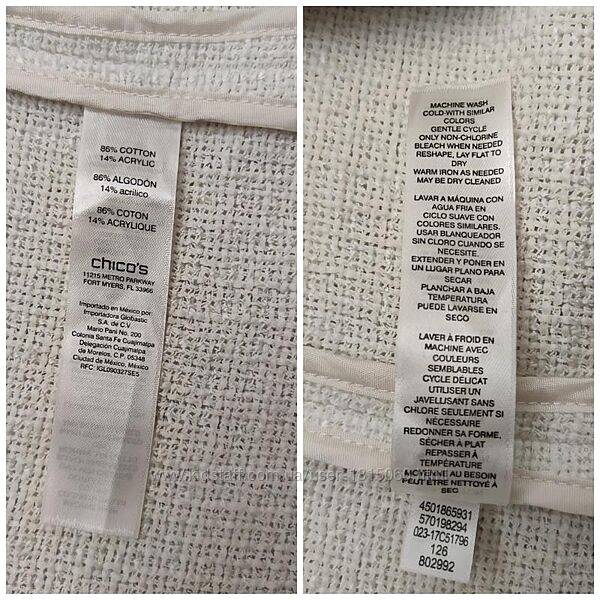 86% COTTON
14% ACRYLIC
86% ALGODÓN
14% acrílico
86% COTON
14% ACRYLIQUE
chico's
11215 METRO PARKWAY
FORT MYERS, FL 33966
Importado en México por:
Importadora Globastic
S.A. de C.V
Mario Pani No. 200
Colonia Santa Fe Cuajimalpa
Delegación Cuajimalpa
de Morelos, C.P. 05348
Ciudad de México, México
RFC: IGL090327SE5
MACHINE WASH
COLD-WITH SIMILAR
COLORS
GENTLE CYCLE
ONLY NON-CHLORINE
BLEACH WHEN NEEDED
RESHAPE, LAY FLAT TO
DRY
WARM IRON AS NEEDED
MAY BE DRY CLEANED
LAVAR A MÁQUINA CON
AGUA FRIA EN
CICLO SUAVE CON
COLORES SIMILARES.
USAR BLANQUEADOR
SIN CLORO CUANDO SE
NECESITE.
EXTENDER Y PONER EN
UN LUGAR PLANO PARA
SECAR
PLANCHAR A BAJA
TEMPERATURA
PUEDE LAVARSE EN
SECO
LAVER À FROID EN
MACHINE AVEC
COULEURS
SEMBLABLES
CYCLE DÉLICAT
UTILISER UN
JAVELLISANT SANS
CHLORE SEULEMENT SI
NÉCESSAIRE
REDONNER SA FORME,
SÉCHER À PLAT
REPASSER À
TEMPÉRATURE
MOYENNE AU BESOIN
PEUT ÊTRE NETTOYÉ À
SEC
4501865931
570198294
023-17C51796
126
802992